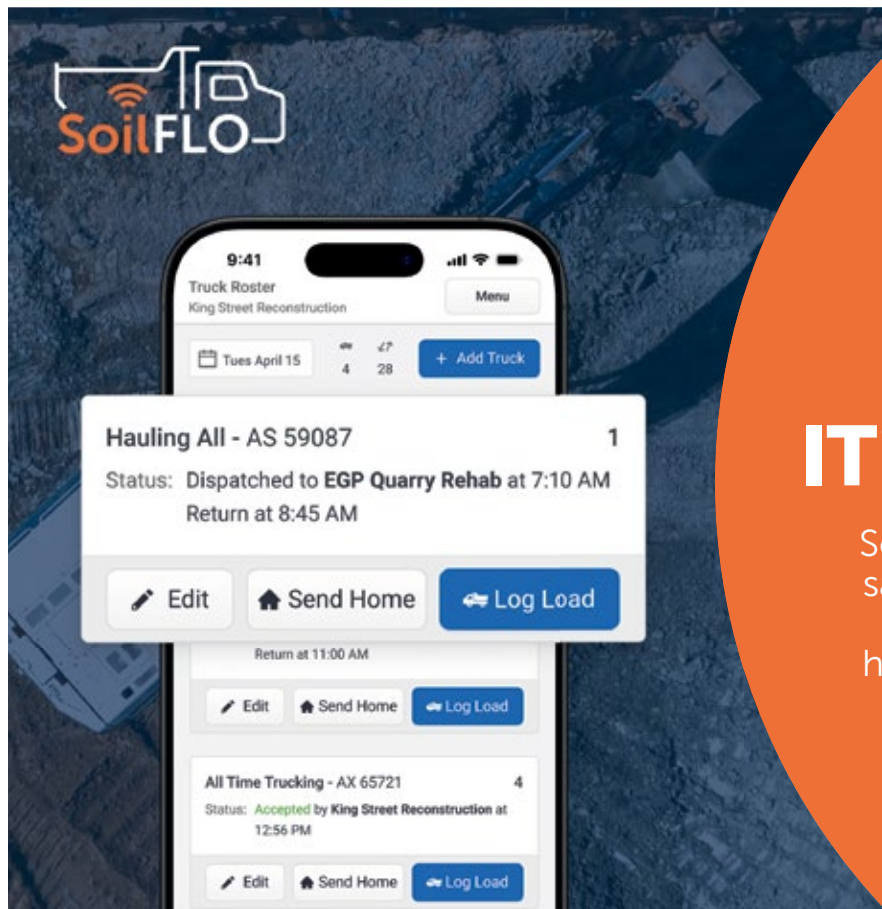 SoilFLO
9:41
Truck Roster
King Street Reconstruction
Menu
Tues April 15
4
28
+ Add Truck
Hauling All - AS 59087
1
Status: Dispatched to EGP Quarry Rehab at 7:10 AM
Return at 8:45 AM
Edit
Send Home
Log Load
Return at 11:00 AM
Edit
Send Home
Log Load
All Time Trucking - AX 65721
4
Status: Accepted by King Street Reconstruction at
12:56 PM
Edit
Send Home
Log Load
IT